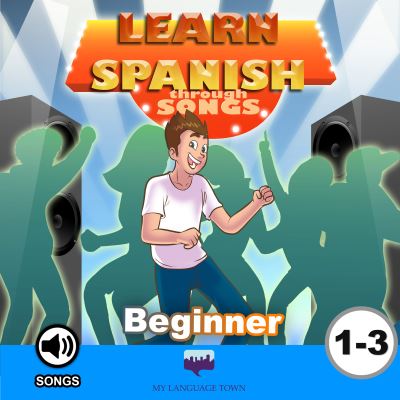 LEARN
SPANISH
through
SONGS
Beginner
1-3
SONGS
MY LANGUAGE TOWN